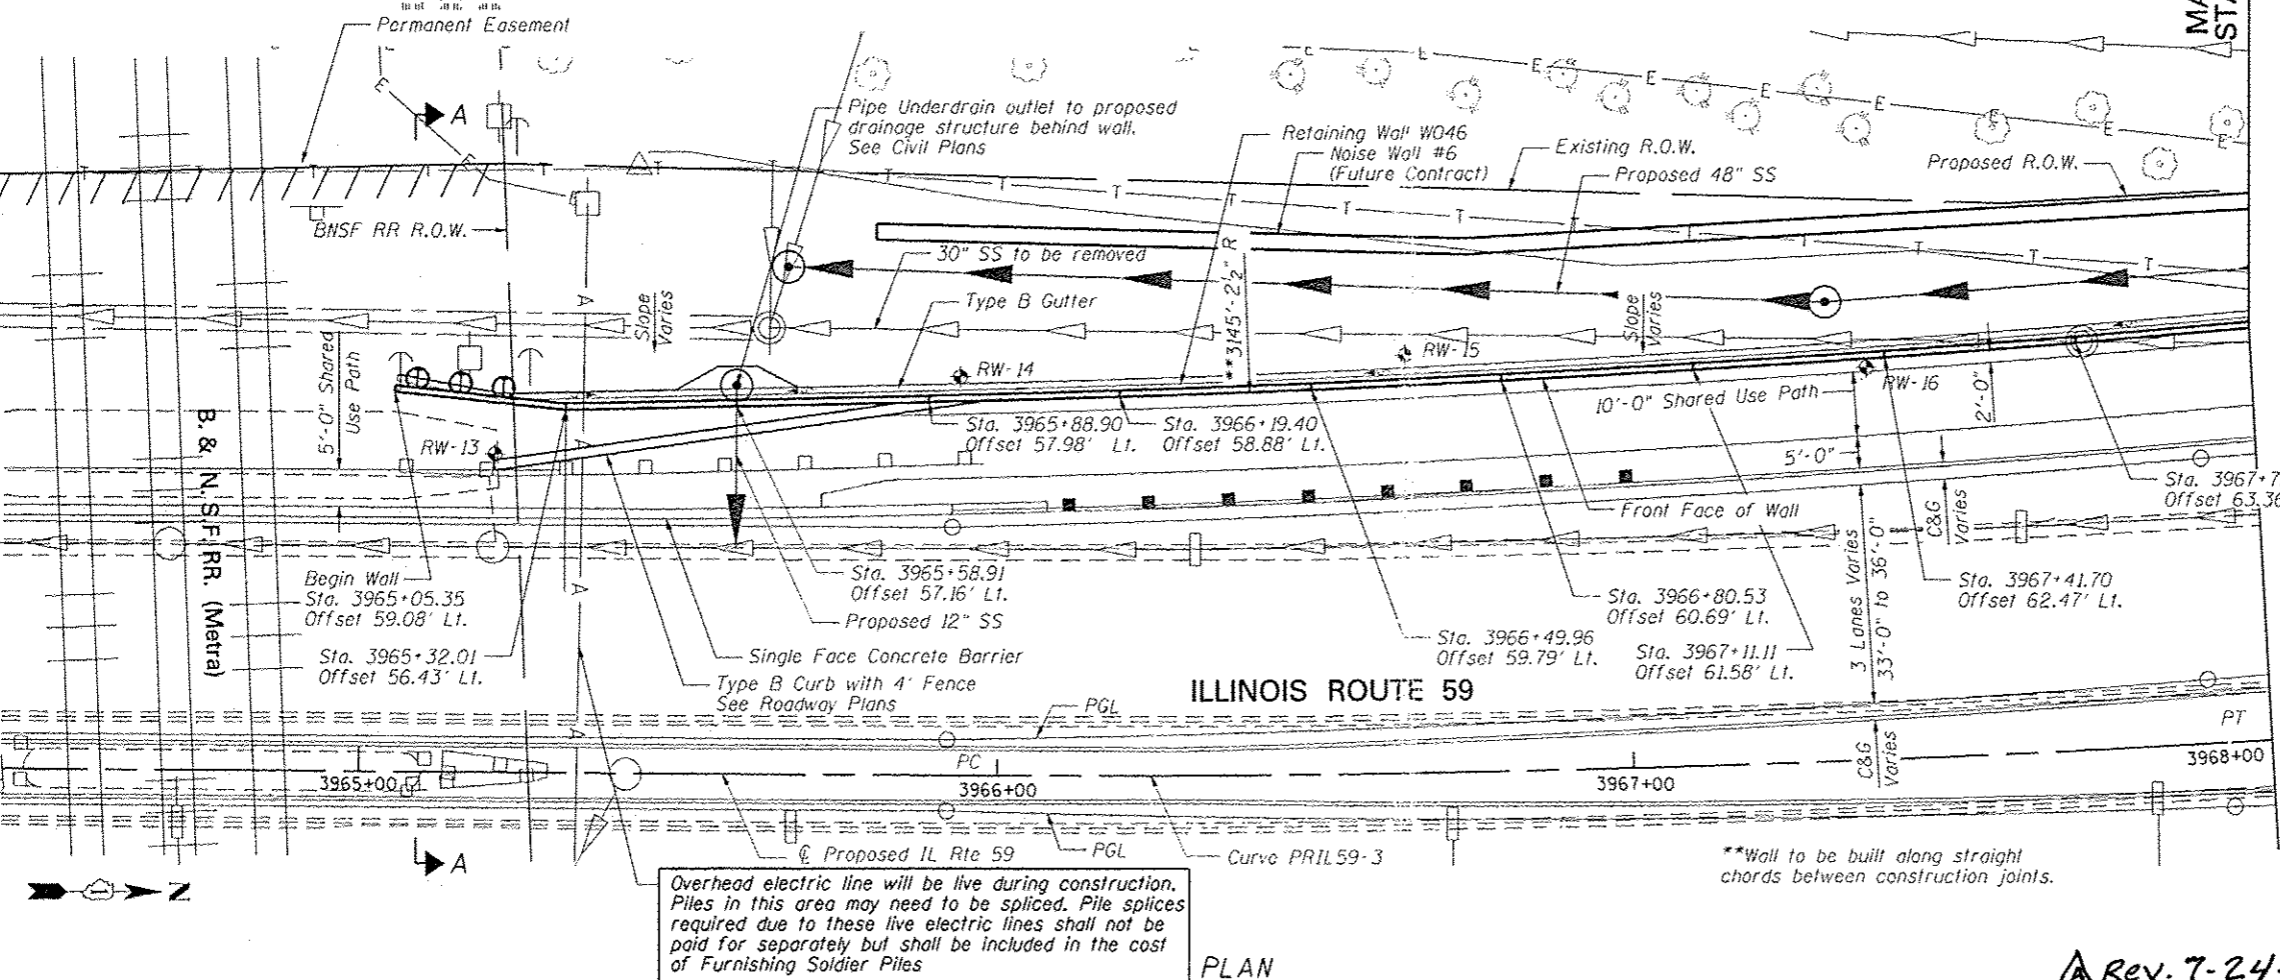 Permanent Easement
MA
STA
A
Pipe Underdrain outlet to proposed
drainage structure behind wall.
See Civil Plans
Retaining Wall W046
Noise Wall #6
(Future Contract)
Existing R.O.W.
Proposed 48" SS
Proposed R.O.W.
BNSF RR R.O.W.
30" SS to be removed
Type B Gutter
Slope
Varies
**3145'-2½" R
Slope
Varies
5'-0" Shared
Use Path
RW-14
RW-15
RW-16
10'-0" Shared Use Path
2'-0"
RW-13
Sta. 3965+88.90
Offset 57.98' Lt.
Sta. 3966+19.40
Offset 58.88' Lt.
5'-0"
Sta. 3967+7
Offset 63.36
B. & N.S.F. RR. (Metra)
Front Face of Wall
C&G
Varies
Begin Wall
Sta. 3965+05.35
Offset 59.08' Lt.
Sta. 3965+58.91
Offset 57.16' Lt.
Proposed 12" SS
Sta. 3965+32.01
Offset 56.43' Lt.
Single Face Concrete Barrier
Type B Curb with 4' Fence
See Roadway Plans
Sta. 3966+49.96
Offset 59.79' Lt.
Sta. 3966+80.53
Offset 60.69' Lt.
Sta. 3967+11.11
Offset 61.58' Lt.
Sta. 3967+41.70
Offset 62.47' Lt.
3 Lanes Varies
33'-0" to 36'-0"
ILLINOIS ROUTE 59
PGL
PC
PT
3965+00
3966+00
3967+00
3968+00
C&G
Varies
℄ Proposed IL Rte 59
PGL
Curve PRIL59-3
A
N
**Wall to be built along straight
chords between construction joints.
Overhead electric line will be live during construction.
Piles in this area may need to be spliced. Pile splices
required due to these live electric lines shall not be
paid for separately but shall be included in the cost
of Furnishing Soldier Piles
PLAN
A Rev. 7-24-